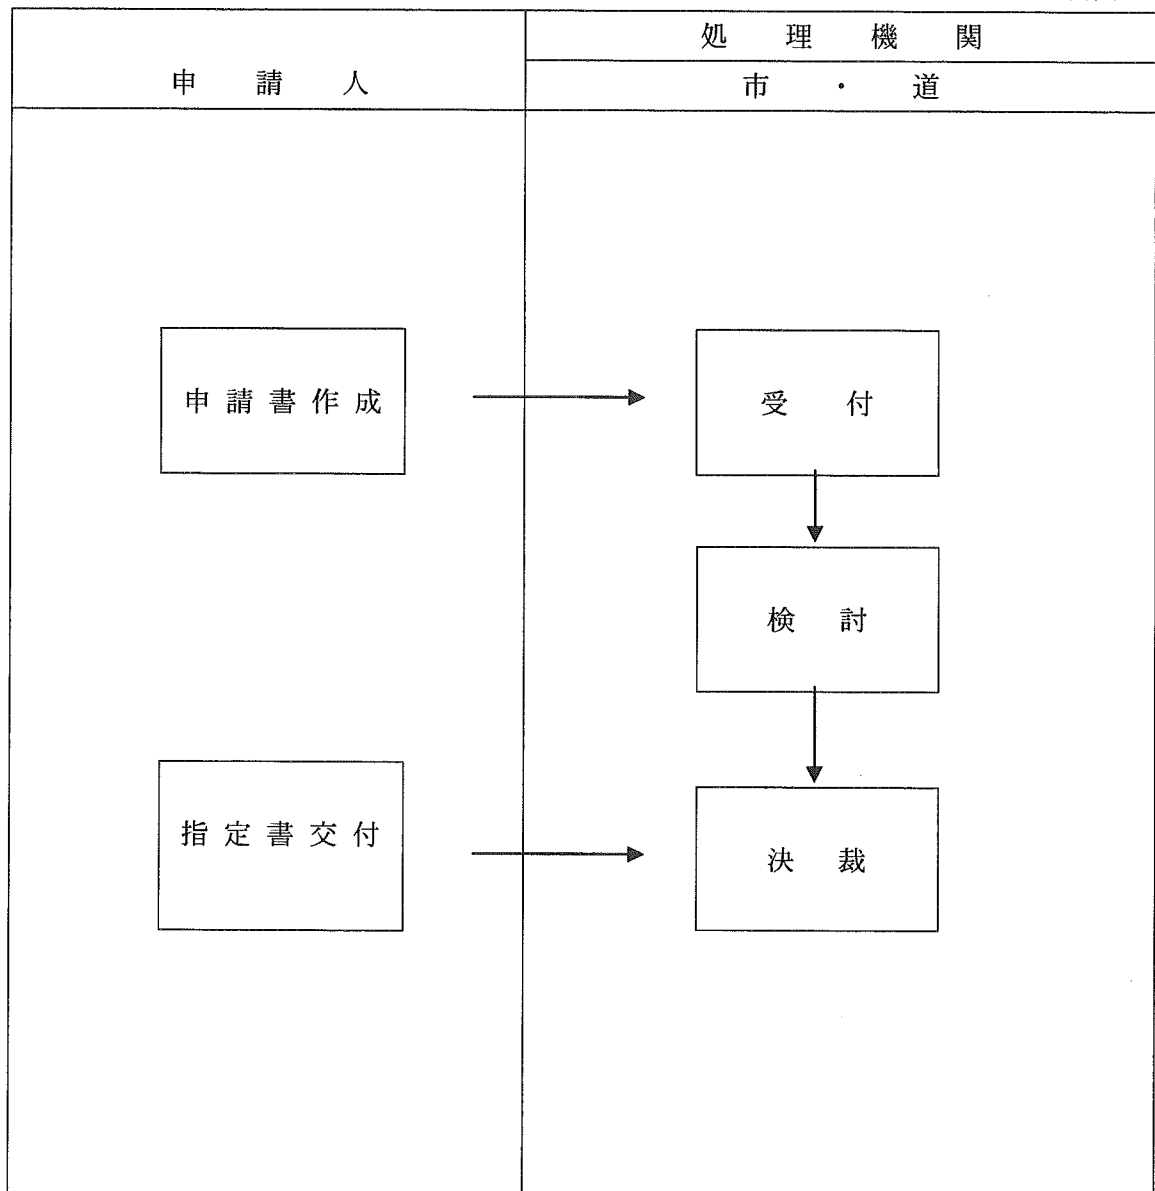 処理機関
申請人
市・道
申請書作成
受付
検討
指定書交付
決裁